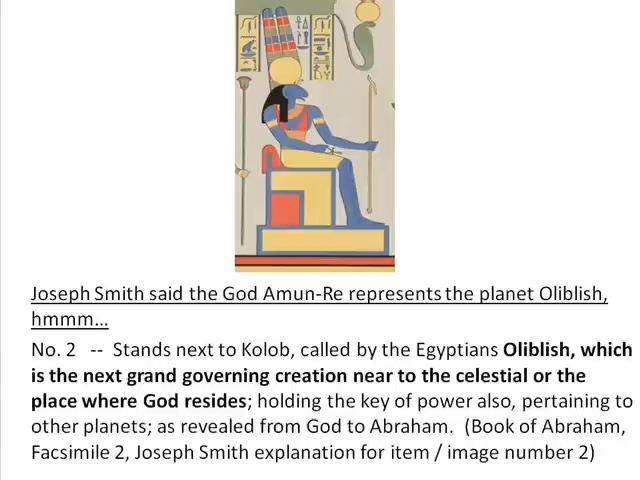 Joseph Smith said the God Amun-Re represents the planet Oliblish,
hmmm...
No. 2 -- Stands next to Kolob, called by the Egyptians Oliblish, which
is the next grand governing creation near to the celestial or the
place where God resides; holding the key of power also, pertaining to
other planets; as revealed from God to Abraham. (Book of Abraham,
Facsimile 2, Joseph Smith explanation for item / image number 2)